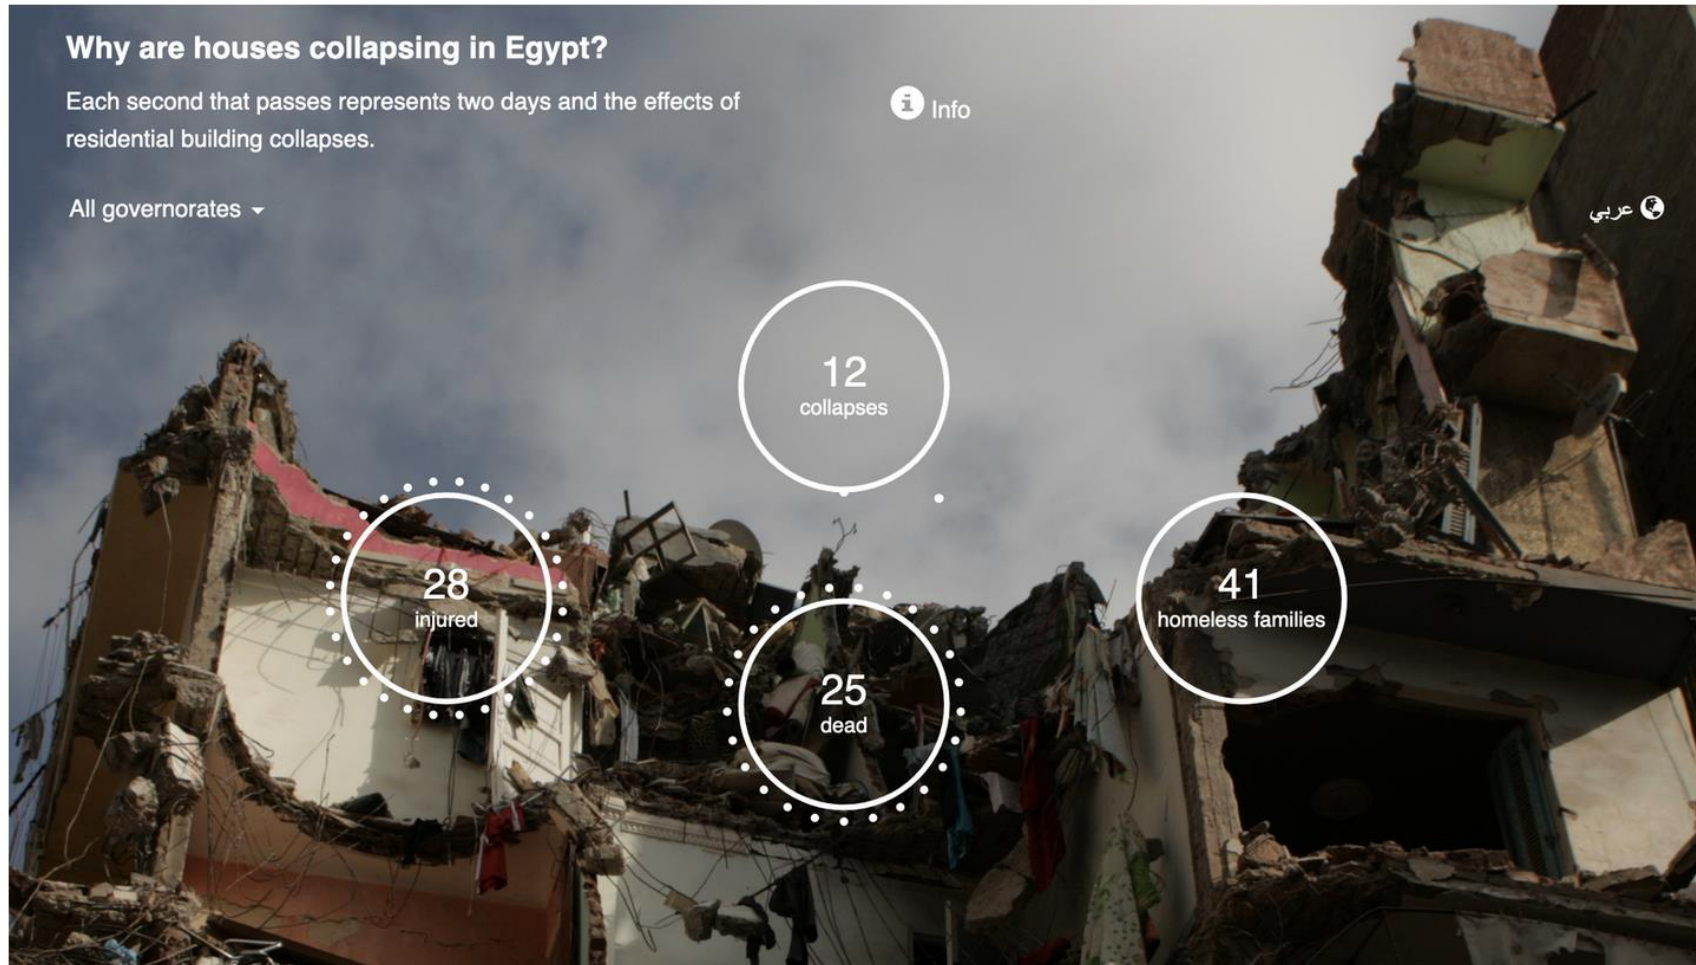 Why are houses collapsing in Egypt?
Each second that passes represents two days and the effects of
residential building collapses.
Info
All governorates
عربي
12
collapses
28
injured
41
homeless families
25
dead